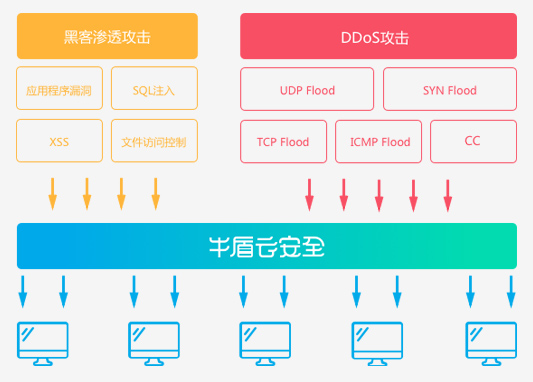 黑客渗透攻击
DDoS攻击
应用程序漏洞
SQL注入
UDP Flood
SYN Flood
XSS
文件访问控制
TCP Flood
ICMP Flood
CC
牛盾云安全